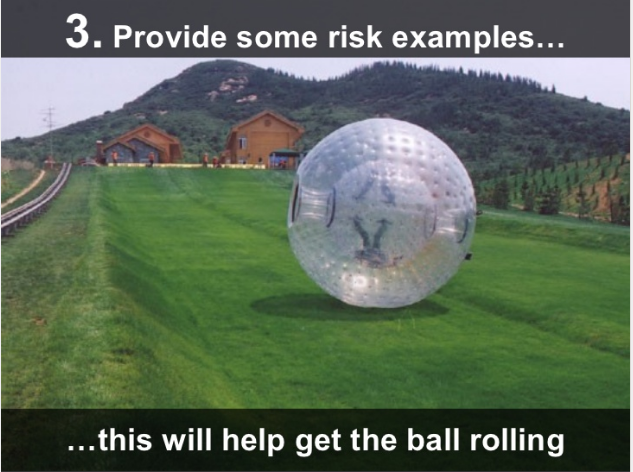 3. Provide some risk examples…
…this will help get the ball rolling